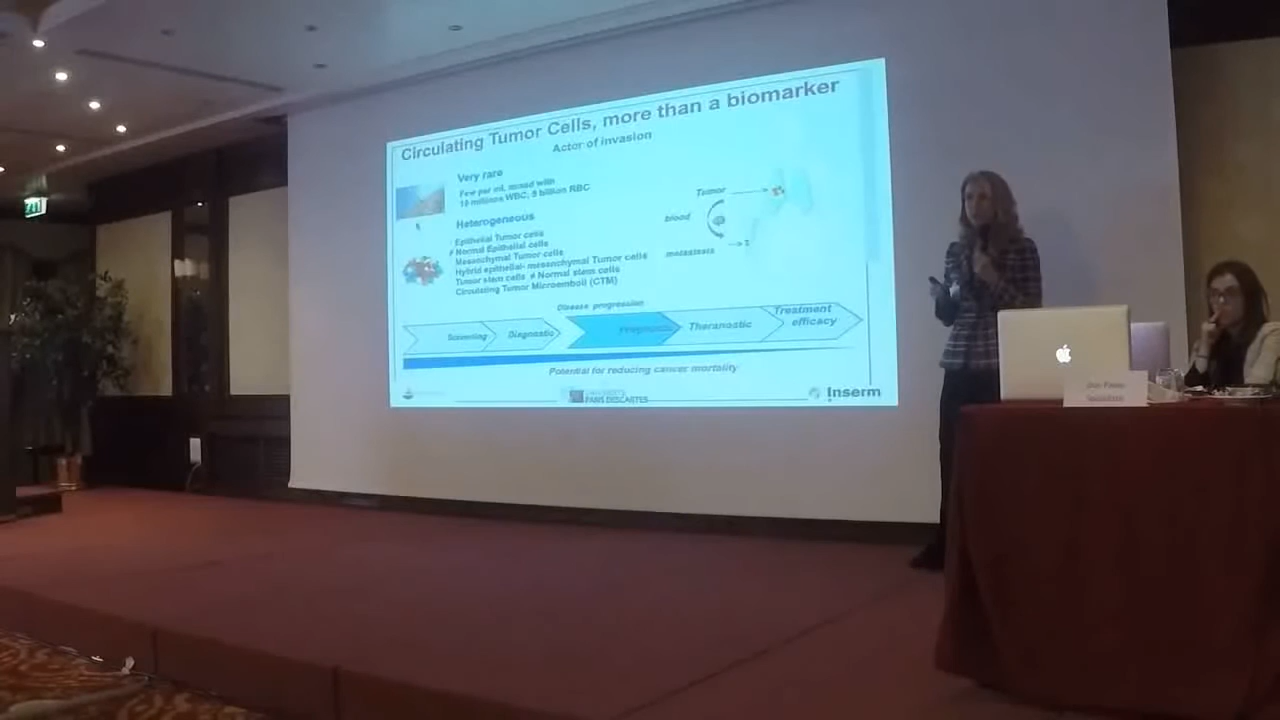 Circulating Tumor Cells, more than a biomarker
Actor of invasion
Very rare
Few per mL mixed with
10 millions WBC, 5 billion RBC
Heterogeneous
Epithelial Tumor cells
≠ Normal Epithelial cells
Mesenchymal Tumor cells
Hybrid epithelial- mesenchymal Tumor cells
Tumor stem cells ≠ Normal stem cells
Circulating Tumor Microemboli (CTM)
Tumor
blood
metastasis
Disease progression
Screening
Diagnostic
Prognostic
Theranostic
Treatment
efficacy
Potential for reducing cancer mortality
PARIS DESCARTES
Inserm